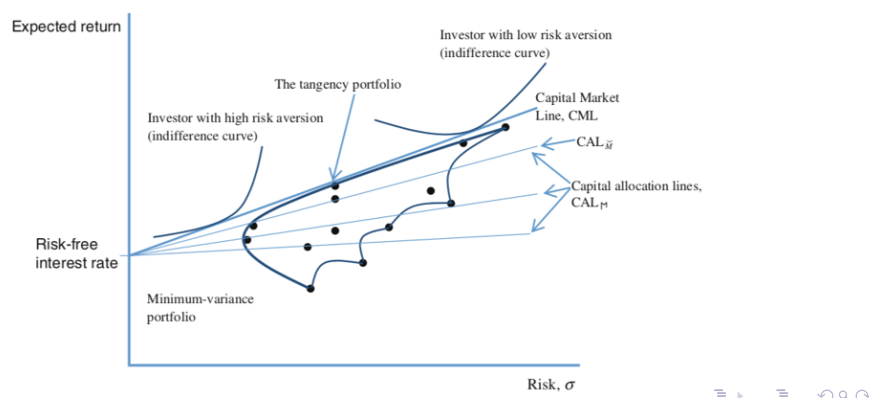 Expected return
Investor with low risk aversion
(indifference curve)
The tangency portfolio
Capital Market
Line, CML
Investor with high risk aversion
(indifference curve)
CAL
Capital allocation lines,
CAL
Risk-free
interest rate
Minimum-variance
portfolio
Risk, σ